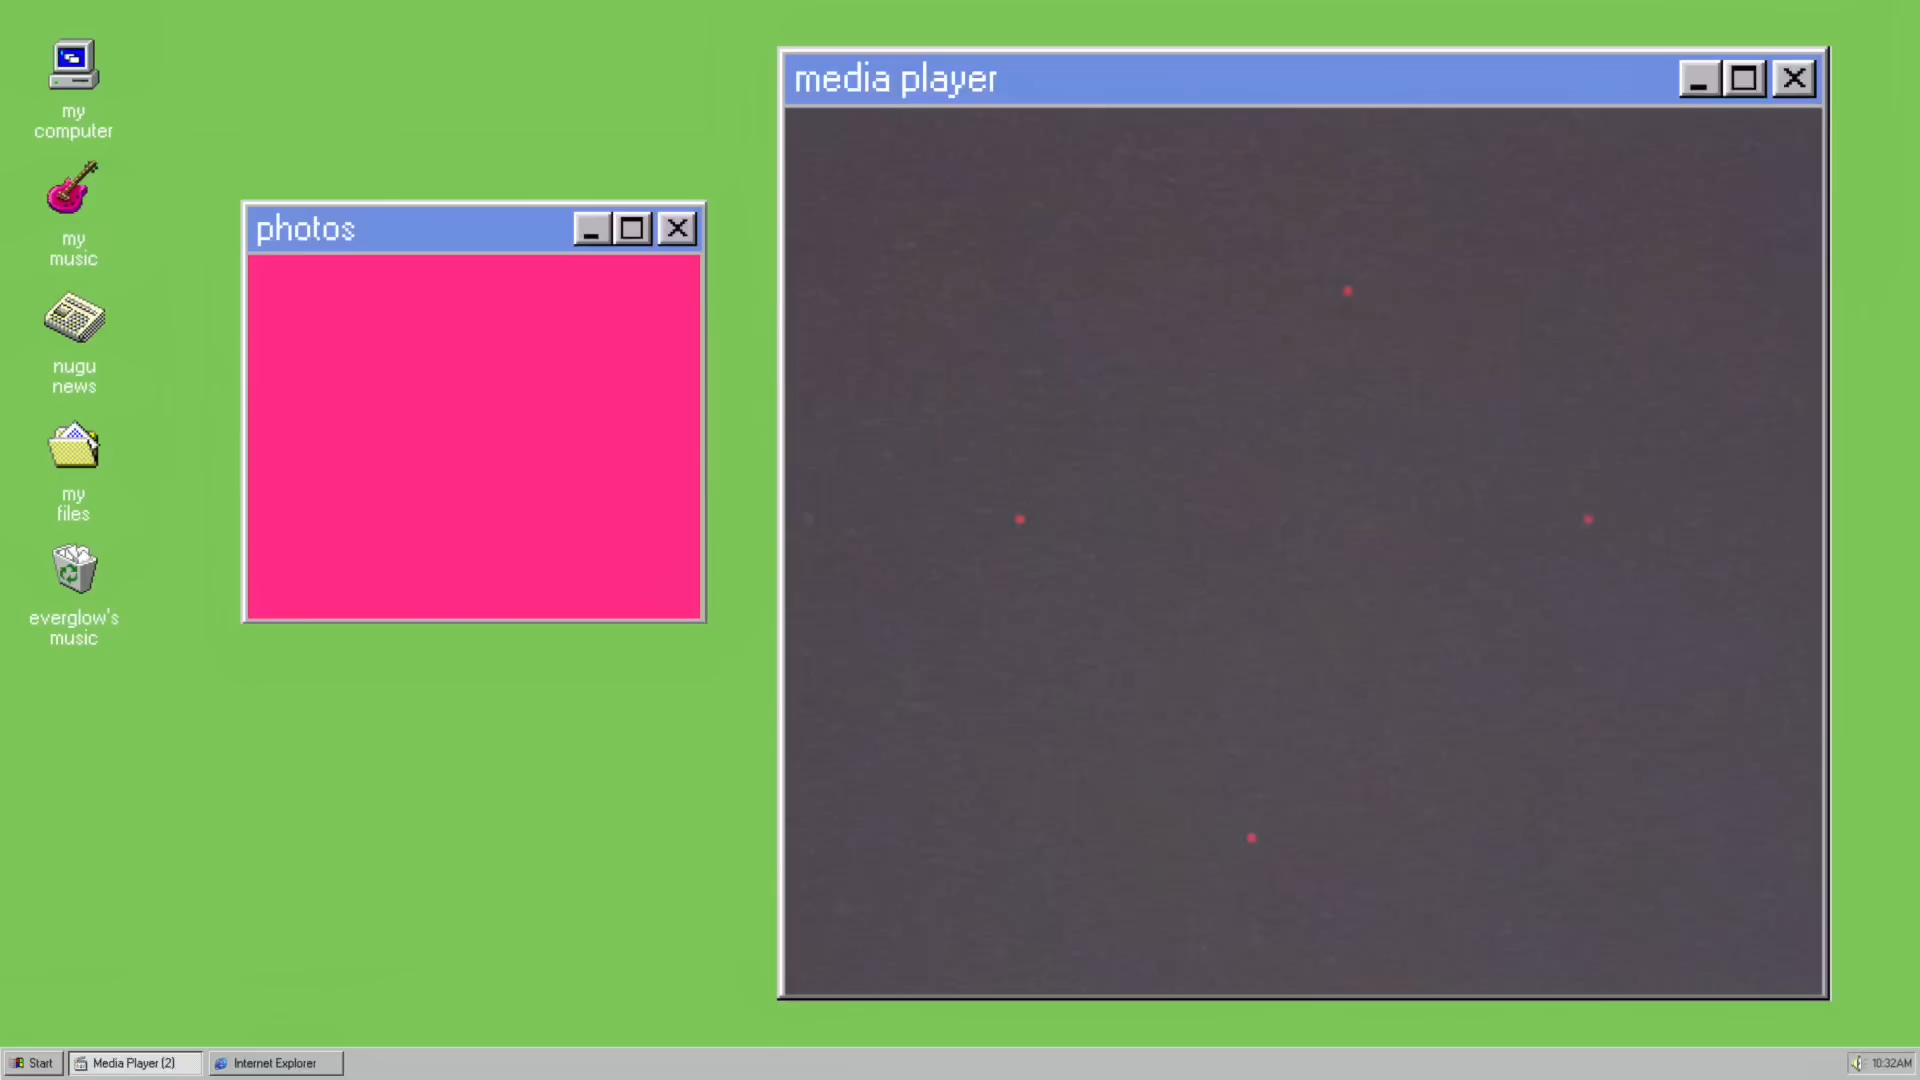 my
computer
my
music
nugu
news
my
files
everglow's
music
photos
media player
Start
Media Player (2)
Internet Explorer
10:32AM